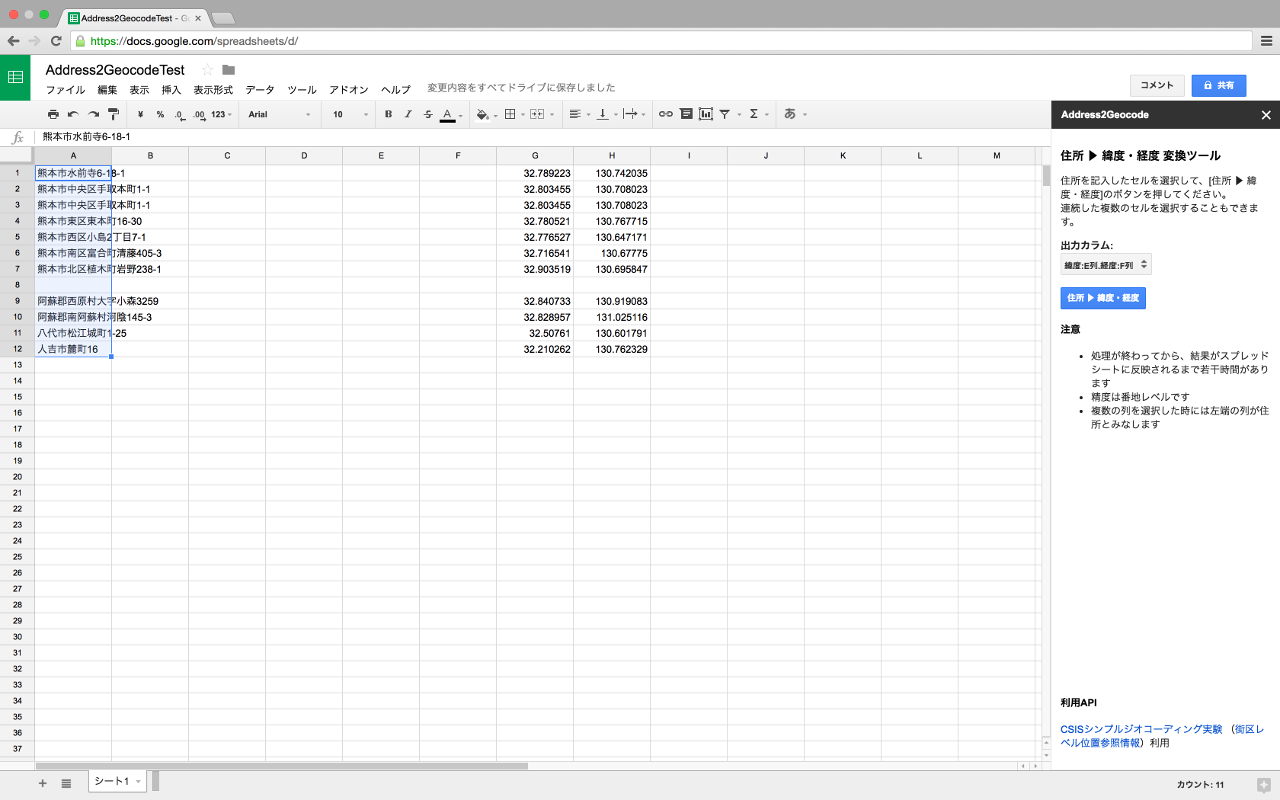 Address2GeocodeTest - G
https://docs.google.com/spreadsheets/d/
Address2GeocodeTest
ファイル 編集 表示 挿入 表示形式 データ ツール アドオン ヘルプ 変更内容をすべてドライブに保存しました
コメント 共有
¥ % .0 .00 123 Arial 10 B I S A Σ あ
Address2Geocode
fx 熊本市水前寺6-18-1
A B C D E F G H I J K L M
1 熊本市水前寺6-18-1 32.789223 130.742035
2 熊本市中央区手取本町1-1 32.803455 130.708023
3 熊本市中央区手取本町1-1 32.803455 130.708023
4 熊本市東区東本町16-30 32.780521 130.767715
5 熊本市西区小島2丁目7-1 32.776527 130.647171
6 熊本市南区富合町清藤405-3 32.716541 130.67775
7 熊本市北区植木町岩野238-1 32.903519 130.695847
8
9 阿蘇郡西原村大字小森3259 32.840733 130.919083
10 阿蘇郡南阿蘇村河陰145-3 32.828957 131.025116
11 八代市松江城町1-25 32.50761 130.601791
12 人吉市麓町16 32.210262 130.762329
13
14
15
16
17
18
19
20
21
22
23
24
25
26
27
28
29
30
31
32
33
34
35
36
37
住所 ▶ 緯度・経度 変換ツール
住所を記入したセルを選択して、[住所 ▶ 緯
度・経度]のボタンを押してください。
連続した複数のセルを選択することもできま
す。
出力カラム:
緯度:E列,経度:F列
住所 ▶ 緯度・経度
注意
• 処理が終わってから、結果がスプレッド
シートに反映されるまで若干時間があり
ます
• 精度は番地レベルです
• 複数の列を選択した時には左端の列が住
所とみなします
利用API
CSISシンプルジオコーディング実験 （街区レ
ベル位置参照情報）利用
シート1
カウント: 11